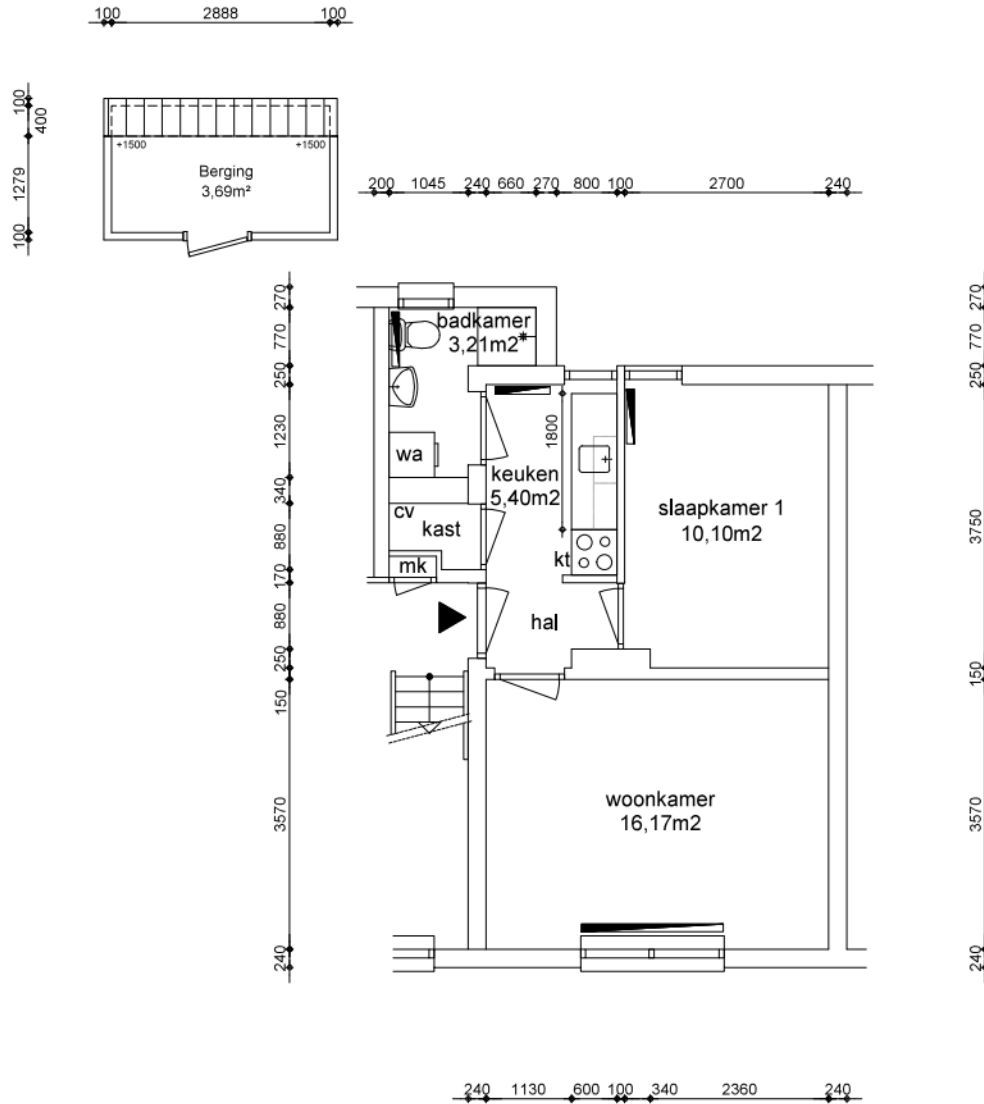 100 2888 100
100
400
1279
100
+1500 +1500
Berging
3,69m²
200 1045 240 660 270 800 100 2700 240
270
770
250
1230
340
880
170
880
250
150
3570
240
270
770
250
3750
150
3570
240
badkamer
3,21m2
wa
1800
keuken
5,40m2
cv
kast
mk
kt
slaapkamer 1
10,10m2
hal
woonkamer
16,17m2
240 1130 600 100 340 2360 240